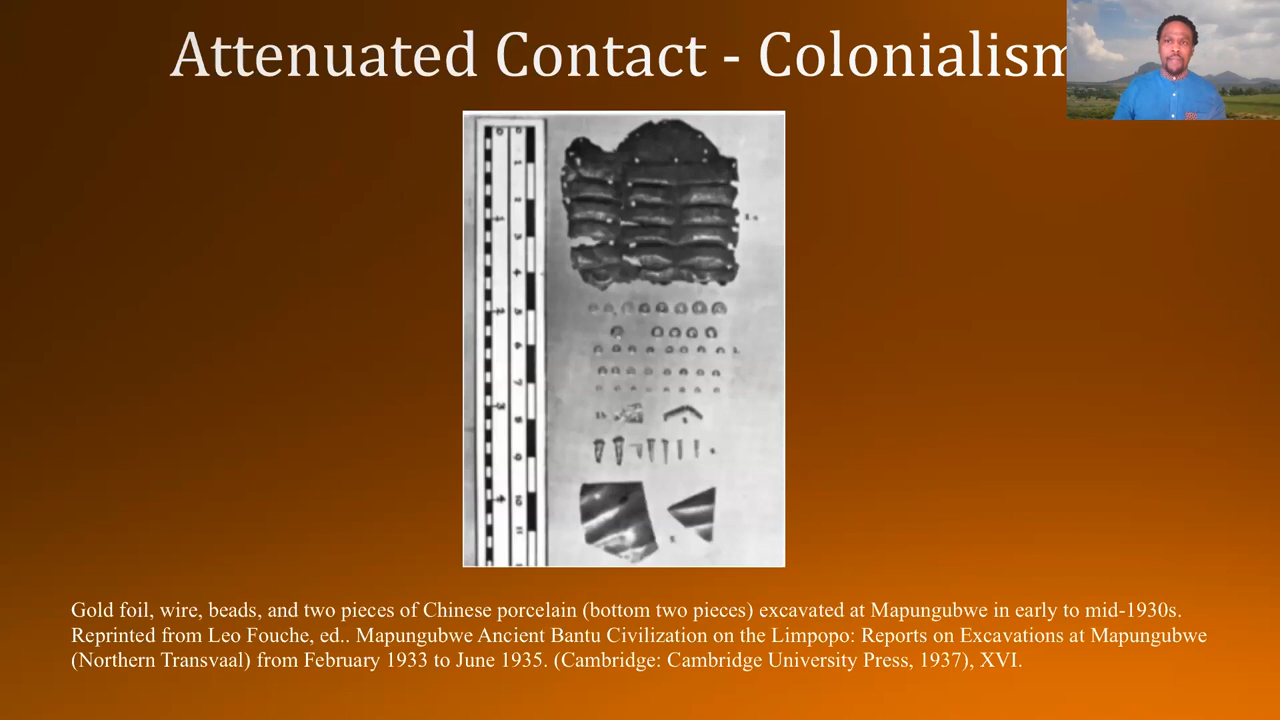 Attenuated Contact - Colonialism
Gold foil, wire, beads, and two pieces of Chinese porcelain (bottom two pieces) excavated at Mapungubwe in early to mid-1930s.
Reprinted from Leo Fouche, ed.. Mapungubwe Ancient Bantu Civilization on the Limpopo: Reports on Excavations at Mapungubwe
(Northern Transvaal) from February 1933 to June 1935. (Cambridge: Cambridge University Press, 1937), XVI.